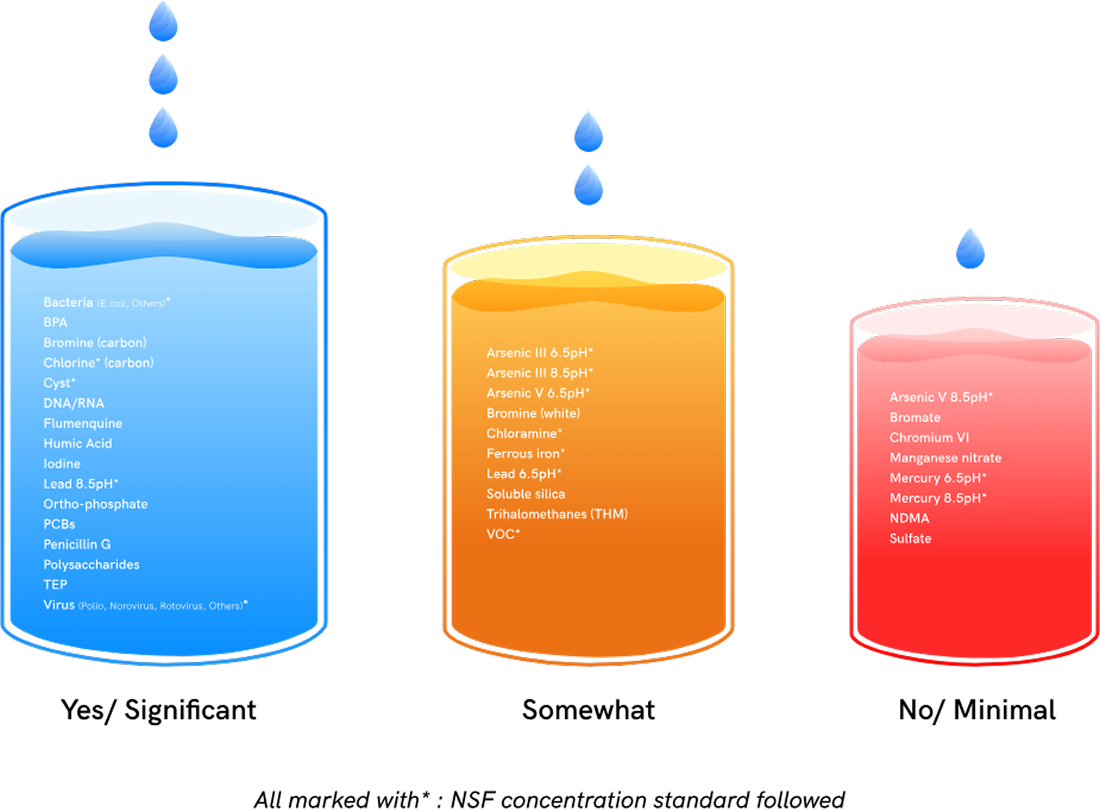 Bacteria (E.coli, Others)*
BPA
Bromine (carbon)
Chlorine* (carbon)
Cyst*
DNA/RNA
Flumenquine
Humic Acid
Iodine
Lead 8.5pH*
Ortho-phosphate
PCBs
Penicillin G
Polysaccharides
TEP
Virus (Polio, Norovirus, Rotovirus, Others)*
Yes/ Significant
Arsenic III 6.5pH*
Arsenic III 8.5pH*
Arsenic V 6.5pH*
Bromine (white)
Chloramine*
Ferrous iron*
Lead 6.5pH*
Soluble silica
Trihalomethanes (THM)
VOC*
Somewhat
Arsenic V 8.5pH*
Bromate
Chromium VI
Manganese nitrate
Mercury 6.5pH*
Mercury 8.5pH*
NDMA
Sulfate
No/ Minimal
All marked with* : NSF concentration standard followed